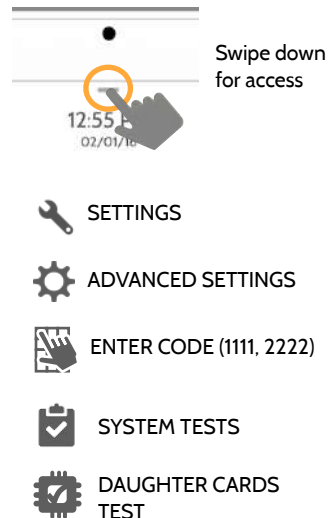 Swipe down
for access
12:55
02/01/18
SETTINGS
ADVANCED SETTINGS
ENTER CODE (1111, 2222)
SYSTEM TESTS
DAUGHTER CARDS
TEST